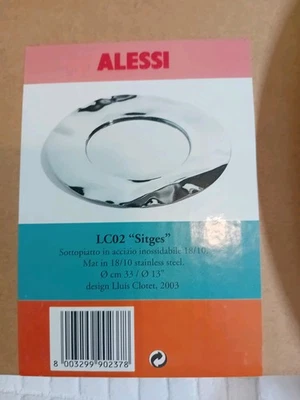 ALESSI
LC02 "Sitges"
Sottopiatto in acciaio inossidabile 18/10.
Mat in 18/10 stainless steel.
Ø cm 33 / Ø 13"
design Lluís Clotet, 2003
8 003299 902378